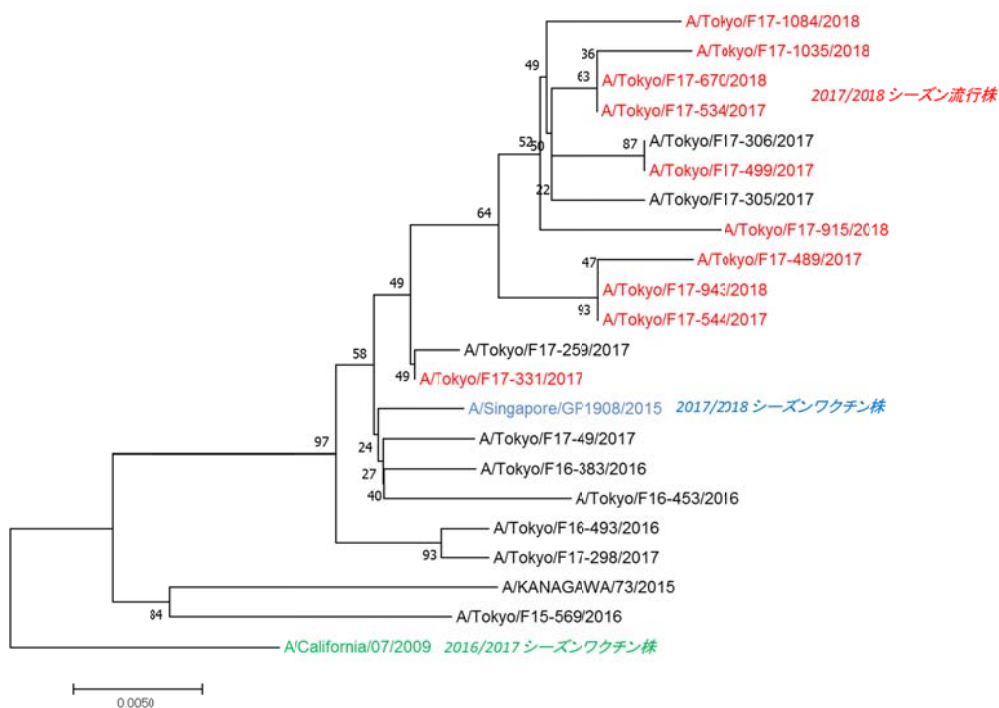 A/Tokyo/F17-1084/2018
36
A/Tokyo/F17-1035/2018
49
63
A/Tokyo/F17-670/2018
2017/2018 シーズン流行株
A/Tokyo/F17-534/2017
52
50
87
A/Tokyo/F17-306/2017
A/Tokyo/F17-499/2017
22
A/Tokyo/F17-305/2017
64
A/Tokyo/F17-915/2018
47
A/Tokyo/F17-489/2017
49
A/Tokyo/F17-943/2018
93
A/Tokyo/F17-544/2017
58
A/Tokyo/F17-259/2017
49
A/Tokyo/F17-331/2017
A/Singapore/GP1908/2015
2017/2018 シーズンワクチン株
97
24
A/Tokyo/F17-49/2017
27
A/Tokyo/F16-383/2016
40
A/Tokyo/F16-453/2016
A/Tokyo/F16-493/2016
93
A/Tokyo/F17-298/2017
A/KANAGAWA/73/2015
84
A/Tokyo/F15-569/2016
A/California/07/2009
2016/2017 シーズンワクチン株
0.0050